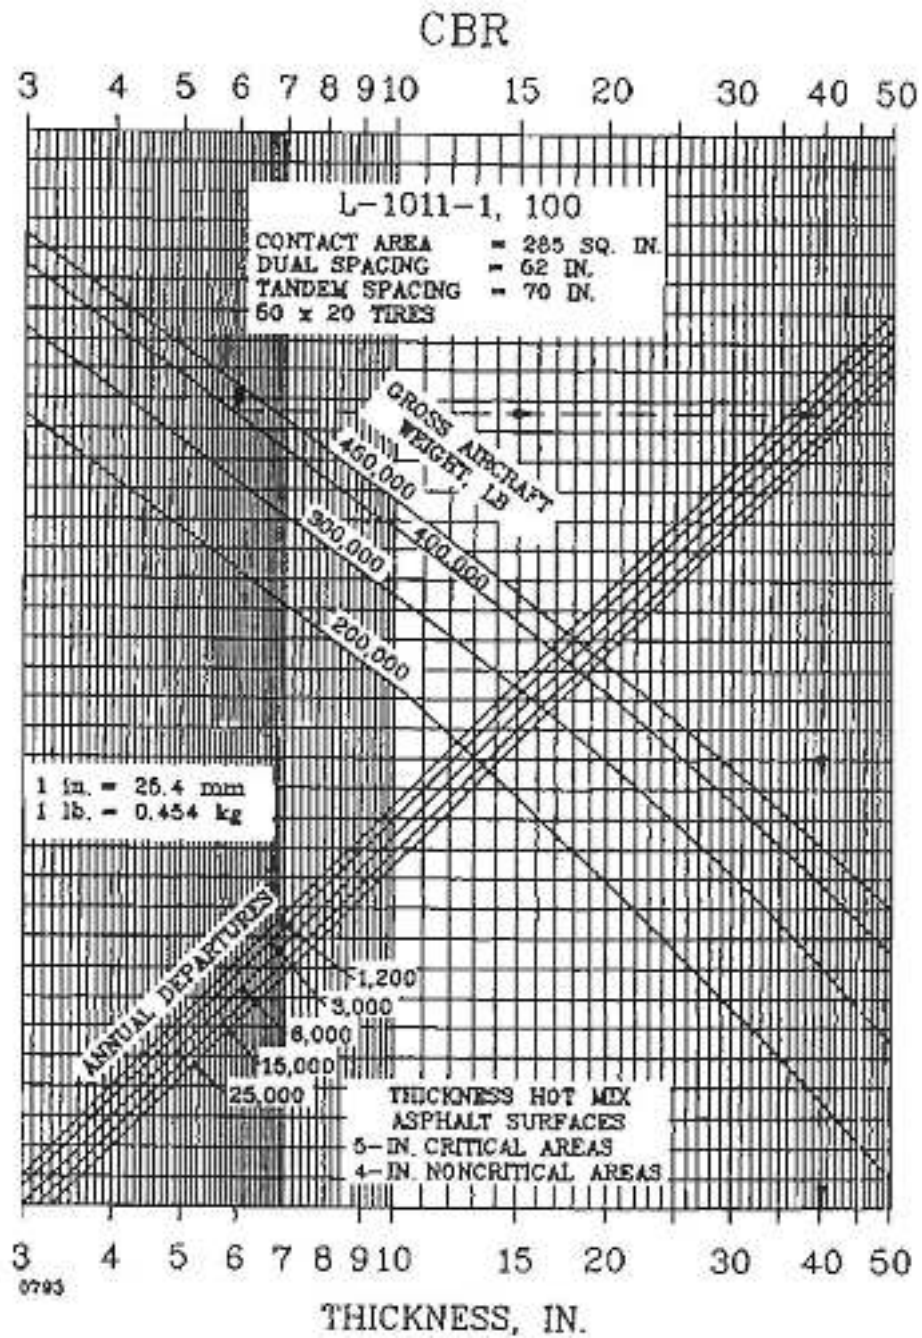 CBR
3 4 5 6 7 8 9 10 15 20 30 40 50
L-1011-1, 100
CONTACT AREA = 285 SQ. IN.
DUAL SPACING = 52 IN.
TANDEM SPACING = 70 IN.
50 x 20 TIRES
GROSS AIRCRAFT
WEIGHT, LB
450,000
400,000
300,000
200,000
1 in. = 25.4 mm
1 lb. = 0.454 kg
ANNUAL DEPARTURES
1,200
3,000
6,000
15,000
25,000
THICKNESS HOT MIX
ASPHALT SURFACES
5-IN. CRITICAL AREAS
4-IN. NONCRITICAL AREAS
3 4 5 6 7 8 9 10 15 20 30 40 50
0793
THICKNESS, IN.